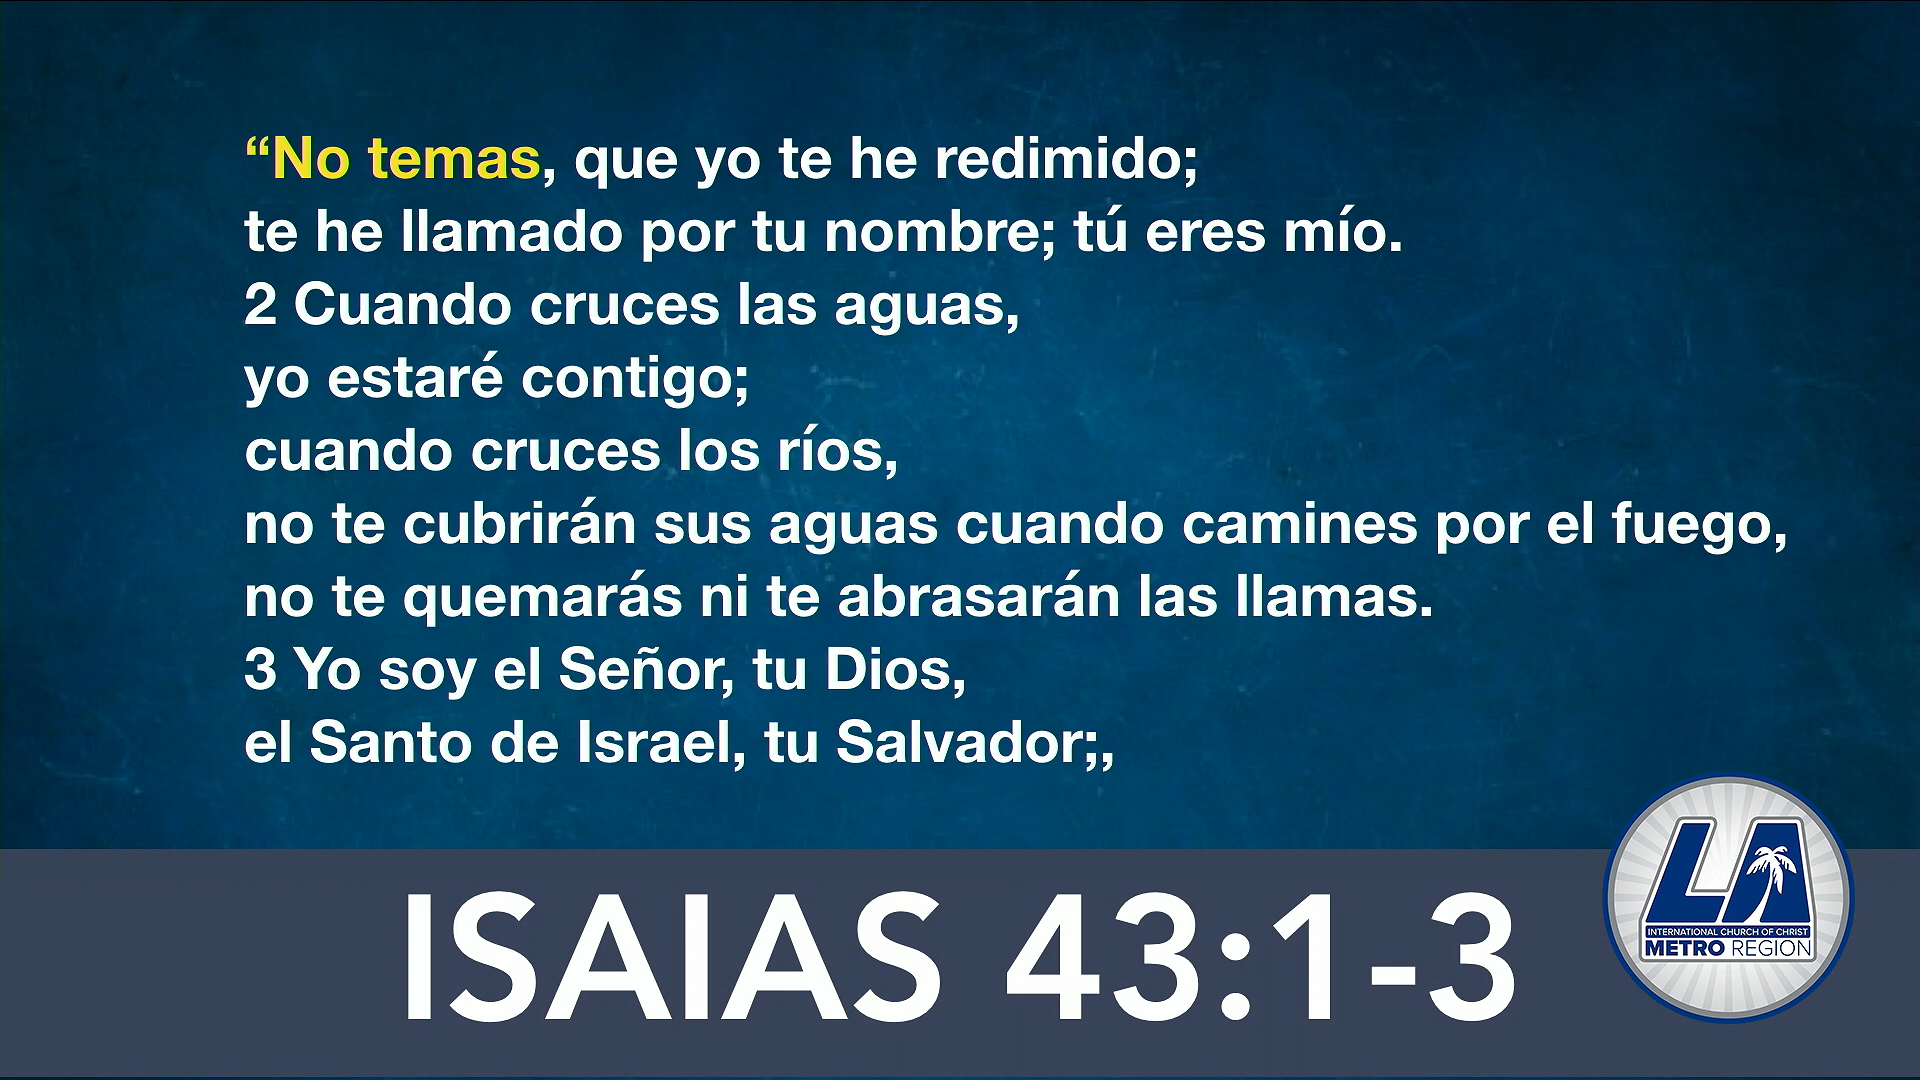 “No temas, que yo te he redimido;
te he llamado por tu nombre; tú eres mío.
2 Cuando cruces las aguas,
yo estaré contigo;
cuando cruces los ríos,
no te cubrirán sus aguas cuando camines por el fuego,
no te quemarás ni te abrasarán las llamas.
3 Yo soy el Señor, tu Dios,
el Santo de Israel, tu Salvador;,
ISAIAS 43:1-3
LA
INTERNATIONAL CHURCH OF CHRIST
METRO REGION